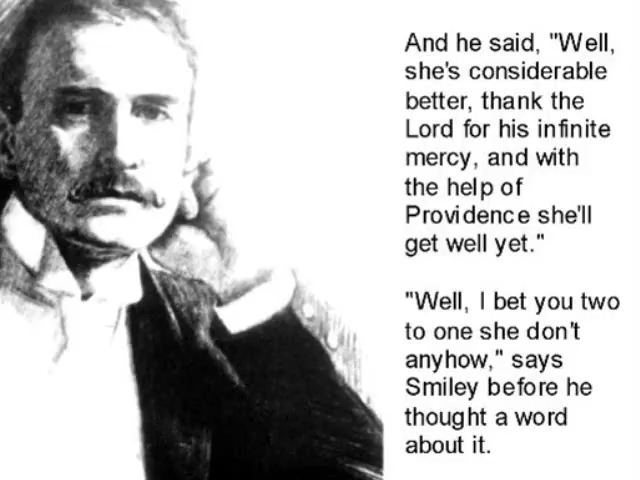 And he said, "Well,
she's considerable
better, thank the
Lord for his infinite
mercy, and with
the help of
Providence she'll
get well yet."
"Well, I bet you two
to one she don't
anyhow," says
Smiley before he
thought a word
about it.